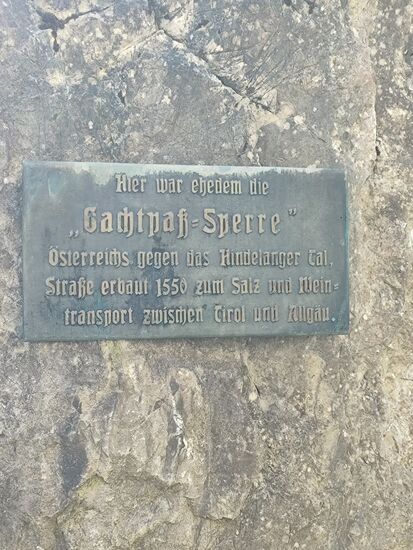 Hier war ehedem die
„Gachtpaß-Sperre"
Österreichs gegen das Hindelanger Tal,
Straße erbaut 1550 zum Salz und Wein-
transport zwischen Tirol und Allgäu.